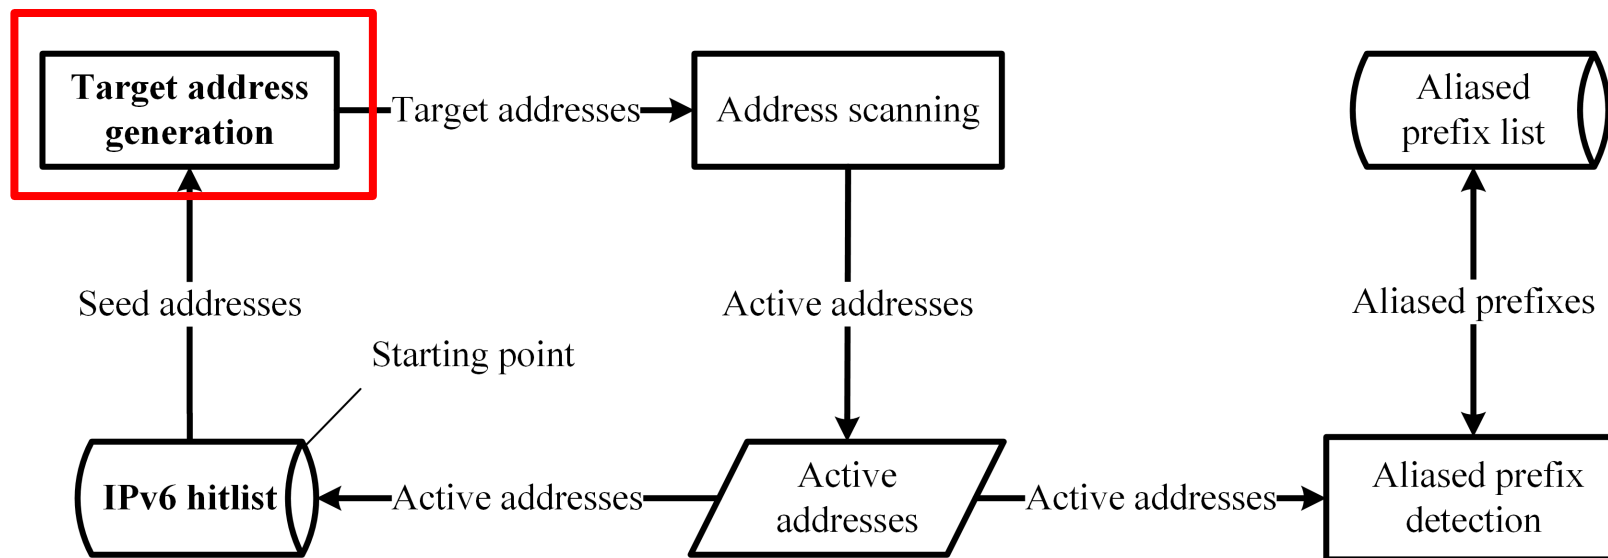 Target address
generation
Target addresses
Address scanning
Aliased
prefix list
Seed addresses
Active addresses
Aliased prefixes
Starting point
IPv6 hitlist
Active addresses
Active
addresses
Active addresses
Aliased prefix
detection